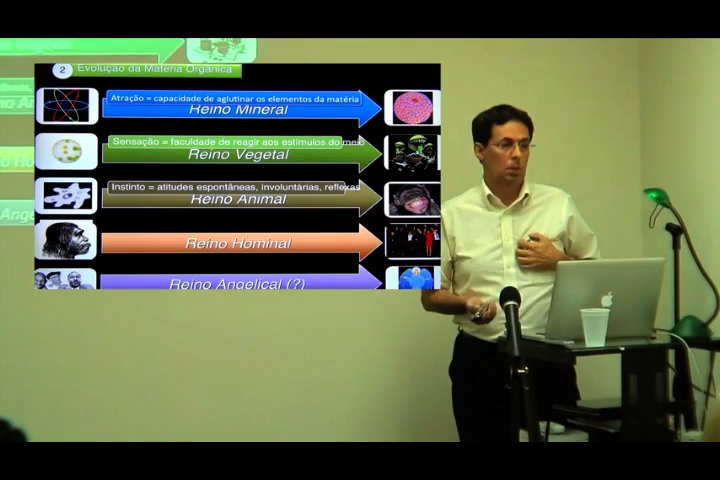 2 Evolução da Matéria Orgânica
Atração = capacidade de aglutinar os elementos da matéria
Reino Mineral
Sensação = faculdade de reagir aos estimulos do meio
Reino Vegetal
Instinto = atitudes espontâneas, involuntárias, reflexas
Reino Animal
Reino Hominal
Reino Angelical (?)